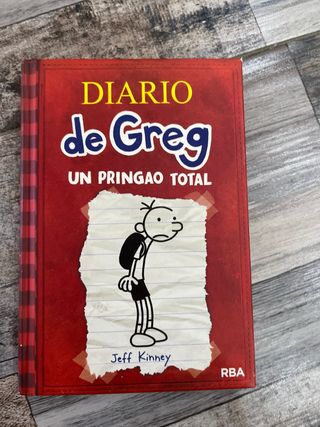 DIARIO
de Greg
UN PRINGAO TOTAL
Jeff Kinney
RBA